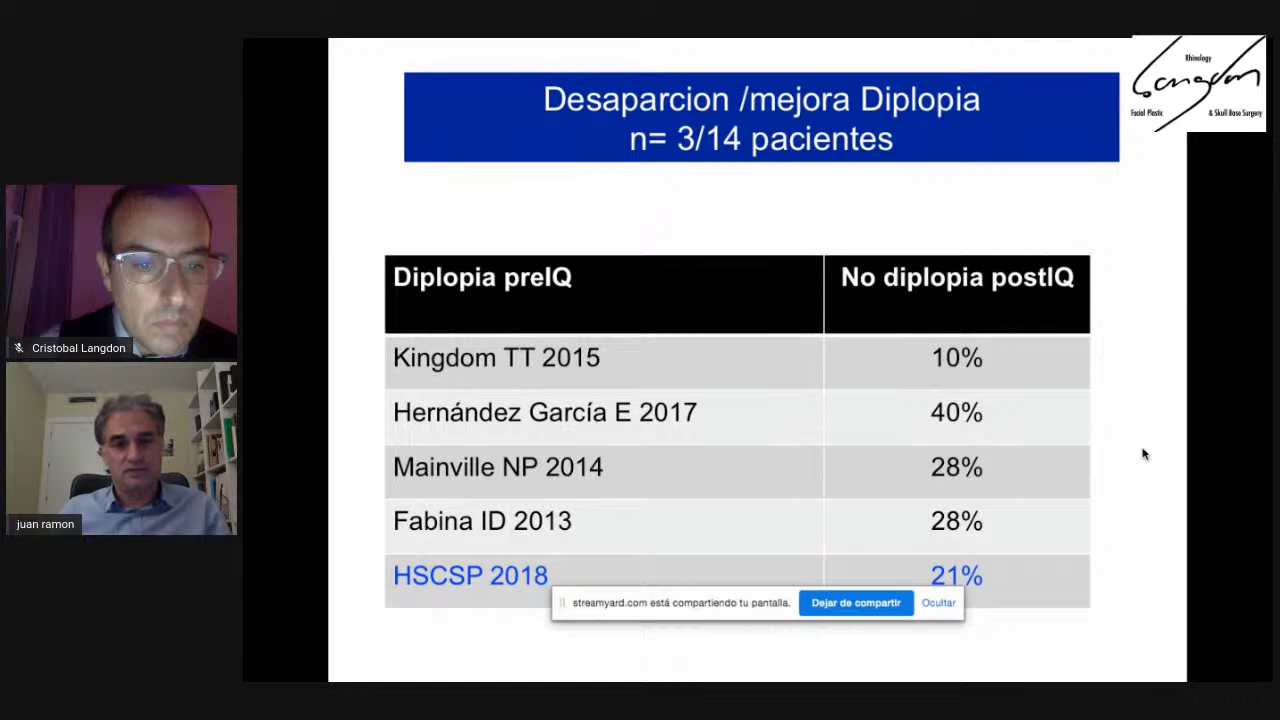 Desaparcion /mejora Diplopia
n= 3/14 pacientes
Rhinology
Langdon
Facial Plastic & Skull Base Surgery
Diplopia preIQ No diplopia postIQ
Kingdom TT 2015 10%
Hernández García E 2017 40%
Mainville NP 2014 28%
Fabina ID 2013 28%
HSCSP 2018 21%
streamyard.com está compartiendo tu pantalla. Dejar de compartir Ocultar
Cristobal Langdon
juan ramon